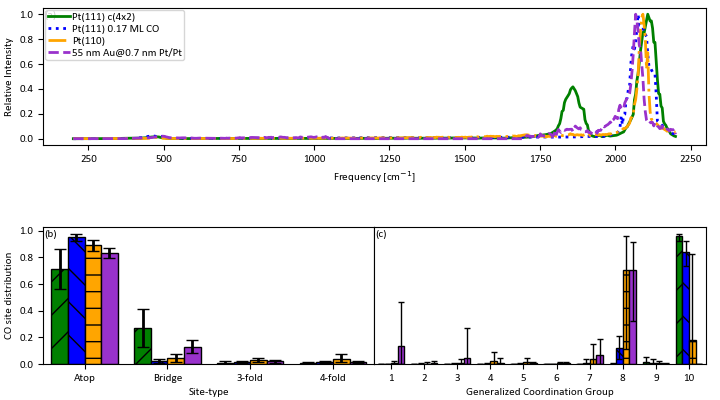 1.0
0.8
0.6
0.4
0.2
0.0
Relative Intensity
Pt(111) c(4x2)
Pt(111) 0.17 ML CO
Pt(110)
55 nm Au@0.7 nm Pt/Pt
250 500 750 1000 1250 1500 1750 2000 2250
Frequency [cm⁻¹]
1.0
0.8
0.6
0.4
0.2
0.0
CO site distribution
(b)
Atop Bridge 3-fold 4-fold
Site-type
(c)
1 2 3 4 5 6 7 8 9 10
Generalized Coordination Group